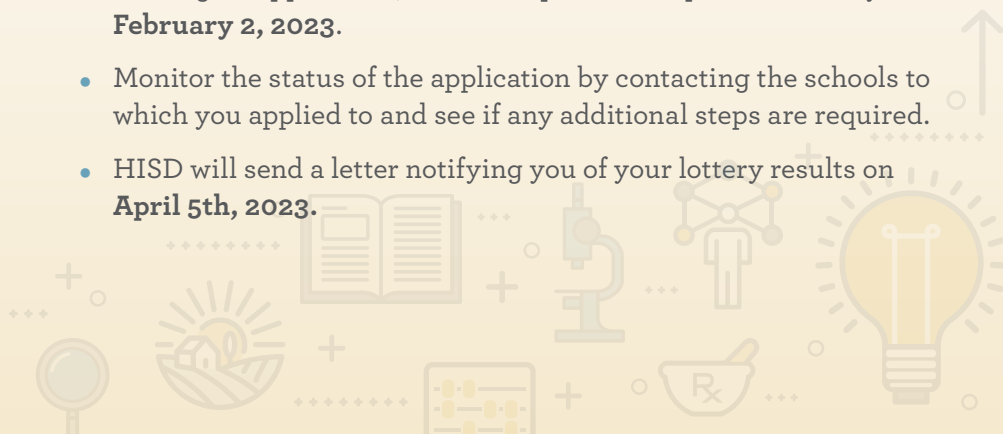 February 2, 2023.
• Monitor the status of the application by contacting the schools to
which you applied to and see if any additional steps are required.
• HISD will send a letter notifying you of your lottery results on
April 5th, 2023.
Rx